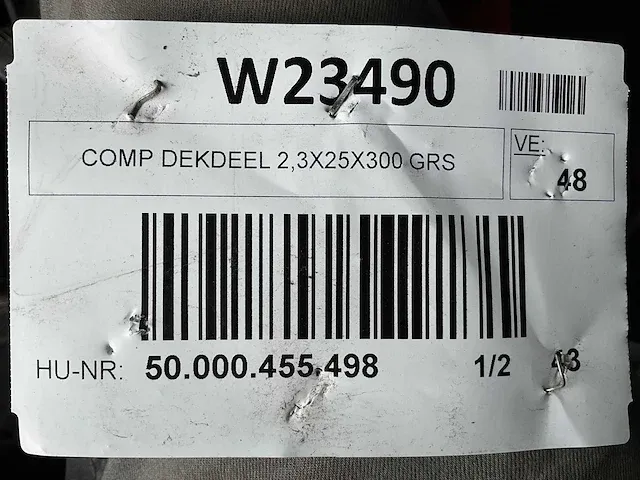 W23490
COMP DEKDEEL 2,3X25X300 GRS
VE:
48
HU-NR: 50.000.455.498 1/2